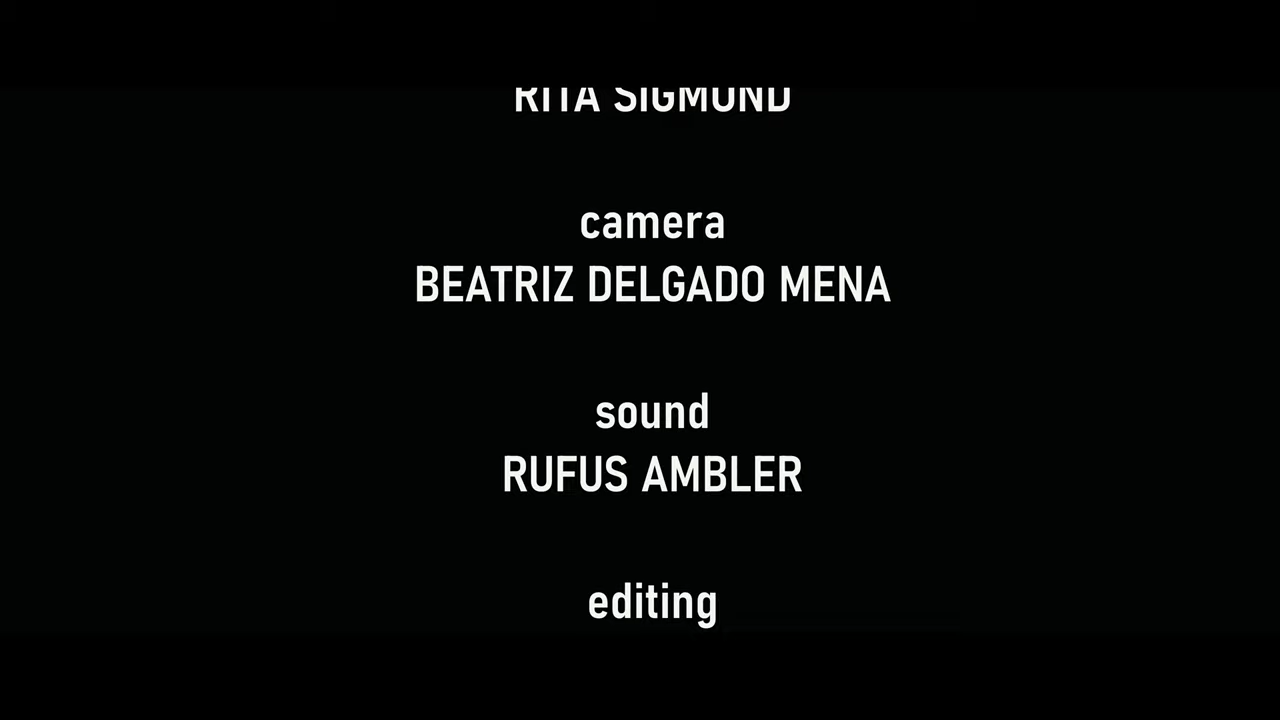 RITA SIGMUND
camera
BEATRIZ DELGADO MENA
sound
RUFUS AMBLER
editing